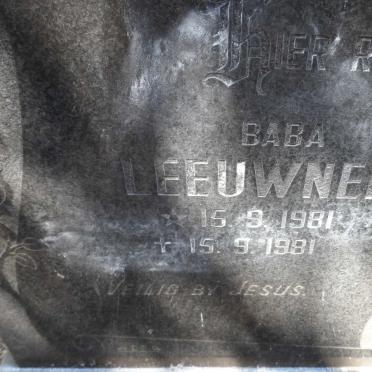 Hier R
BABA
LEEUWNE
* 15. 9. 1981
+ 15. 9. 1981
VEILIG BY JESUS.